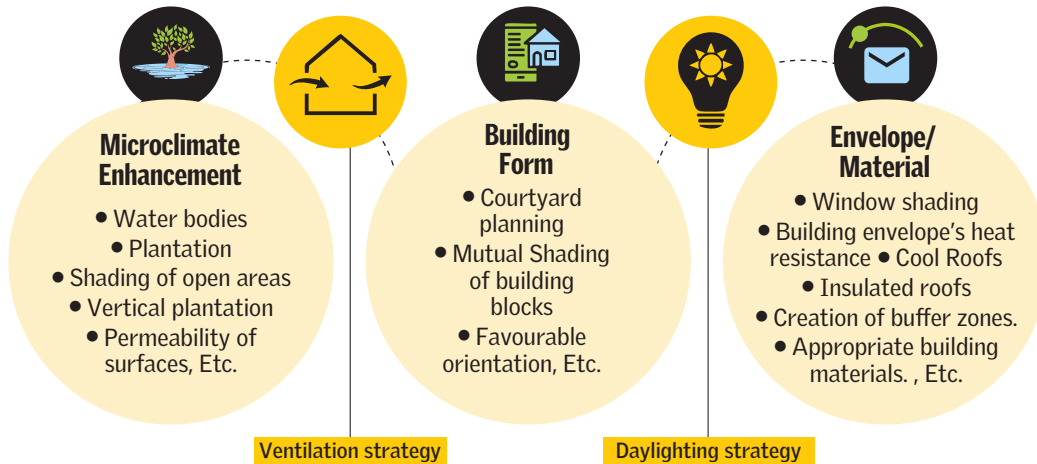 Microclimate
Enhancement
• Water bodies
• Plantation
• Shading of open areas
• Vertical plantation
• Permeability of
surfaces, Etc.
Building
Form
• Courtyard
planning
• Mutual Shading
of building
blocks
• Favourable
orientation, Etc.
Envelope/
Material
• Window shading
• Building envelope's heat
resistance • Cool Roofs
• Insulated roofs
• Creation of buffer zones.
• Appropriate building
materials. , Etc.
Ventilation strategy
Daylighting strategy